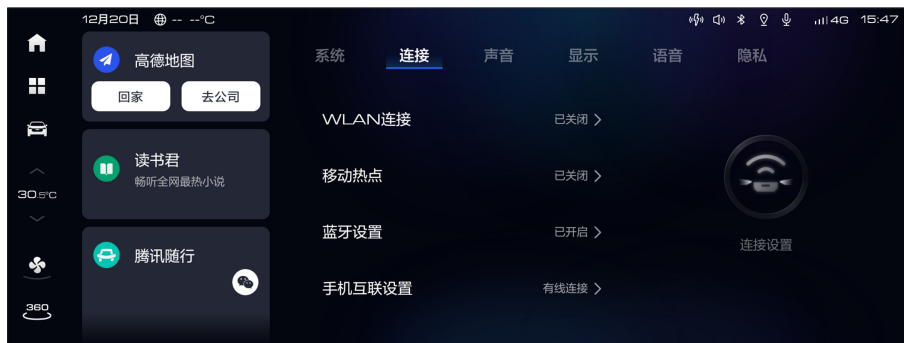 12月20日 -- --°C
4G 15:47
高德地图
回家 去公司
读书君
畅听全网最热小说
腾讯随行
30.5°C
360
系统 连接 声音 显示 语音 隐私
WLAN连接 已关闭
移动热点 已关闭
蓝牙设置 已开启
手机互联设置 有线连接
连接设置